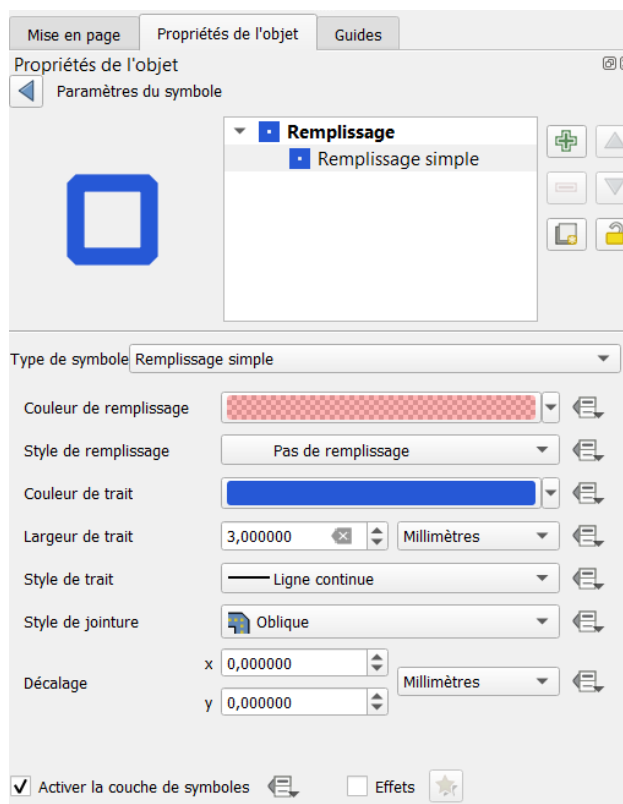 Mise en page Propriétés de l'objet Guides
Propriétés de l'objet
Paramètres du symbole
Remplissage
Remplissage simple
Type de symbole Remplissage simple
Couleur de remplissage
Style de remplissage Pas de remplissage
Couleur de trait
Largeur de trait 3,000000 Millimètres
Style de trait Ligne continue
Style de jointure Oblique
Décalage x 0,000000 Millimètres
y 0,000000
Activer la couche de symboles Effets